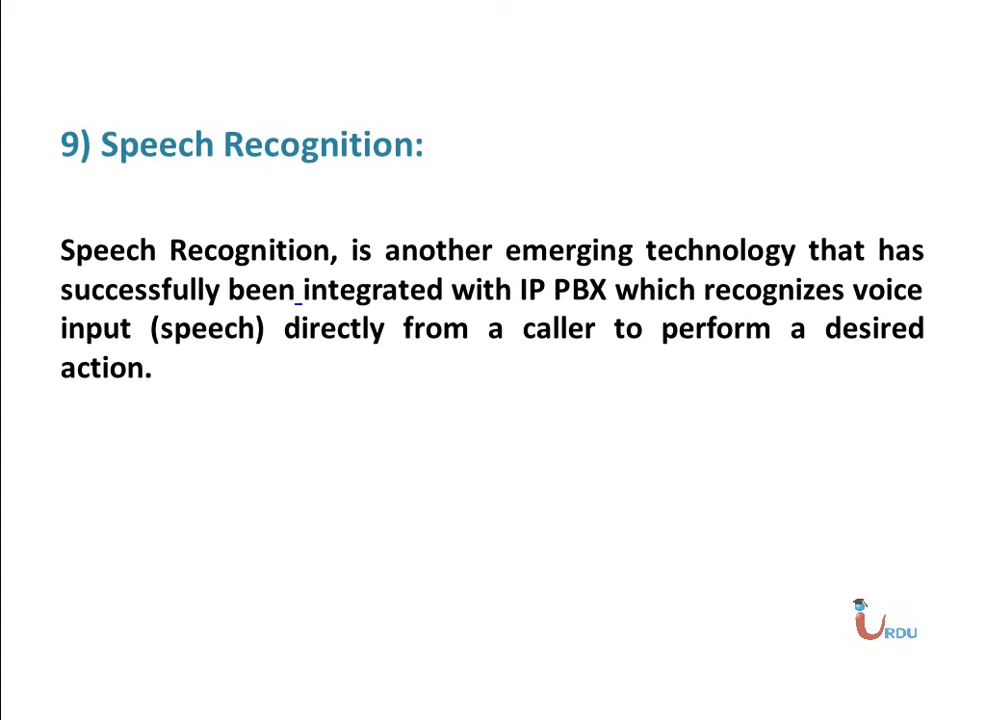 9) Speech Recognition:
Speech Recognition, is another emerging technology that has
successfully been integrated with IP PBX which recognizes voice
input (speech) directly from a caller to perform a desired
action.
URDU